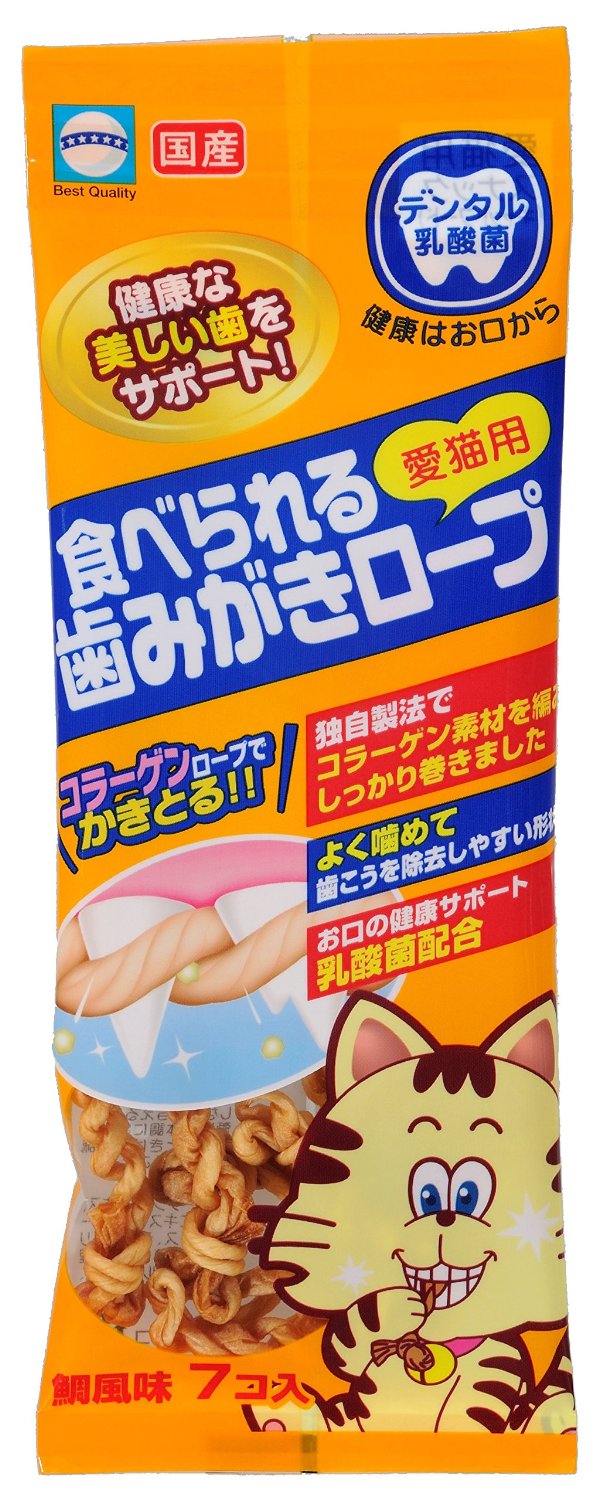 Best Quality
国産
デンタル
乳酸菌
健康はお口から
健康な
美しい歯を
サポート!
愛猫用
食べられる
歯みがきロープ
コラーゲンロープで
かきとる!!
独自製法で
コラーゲン素材を編み
しっかり巻きました
よく噛めて
歯こうを除去しやすい形状
お口の健康サポート
乳酸菌配合
鯛風味 7コ入